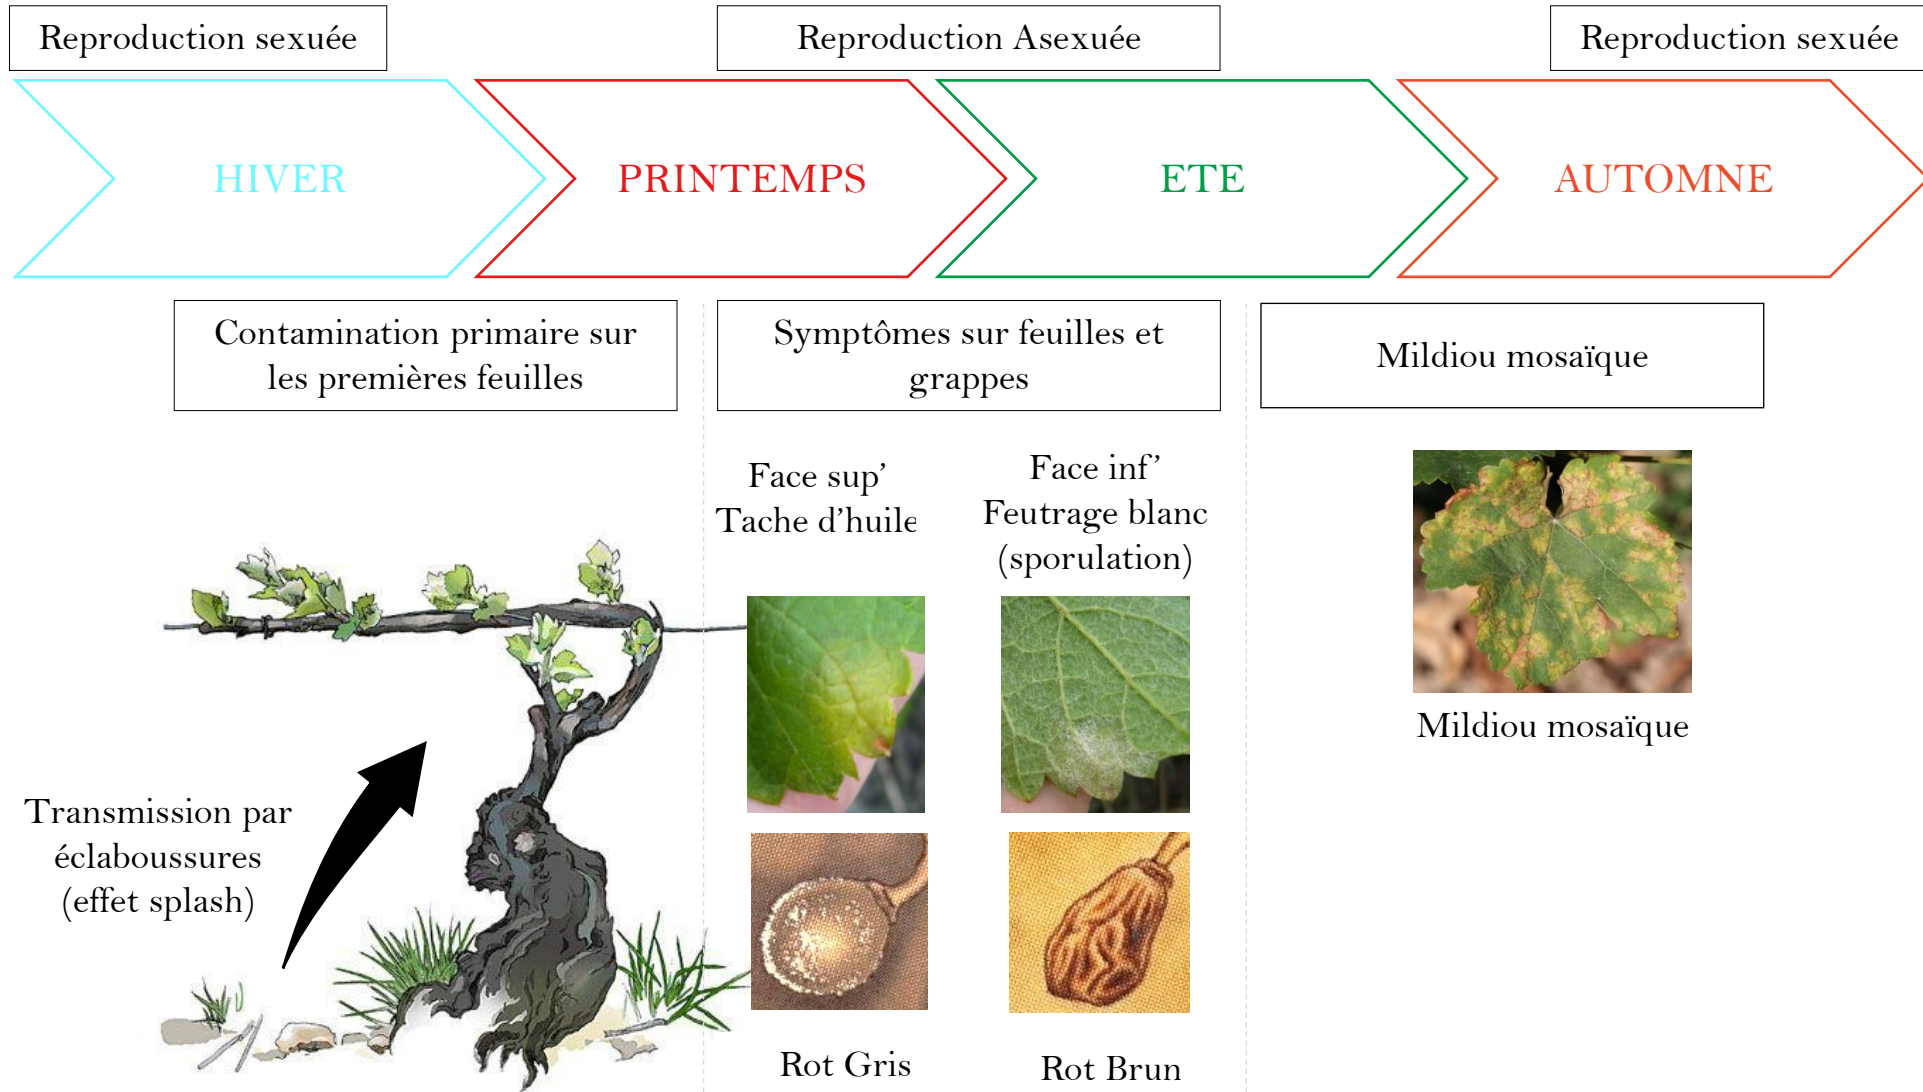 Reproduction sexuée
Reproduction Asexuée
Reproduction sexuée
HIVER
PRINTEMPS
ETE
AUTOMNE
Contamination primaire sur
les premières feuilles
Symptômes sur feuilles et
grappes
Mildiou mosaïque
Face sup’
Tache d’huile
Face inf’
Feutrage blanc
(sporulation)
Mildiou mosaïque
Transmission par
éclaboussures
(effet splash)
Rot Gris
Rot Brun